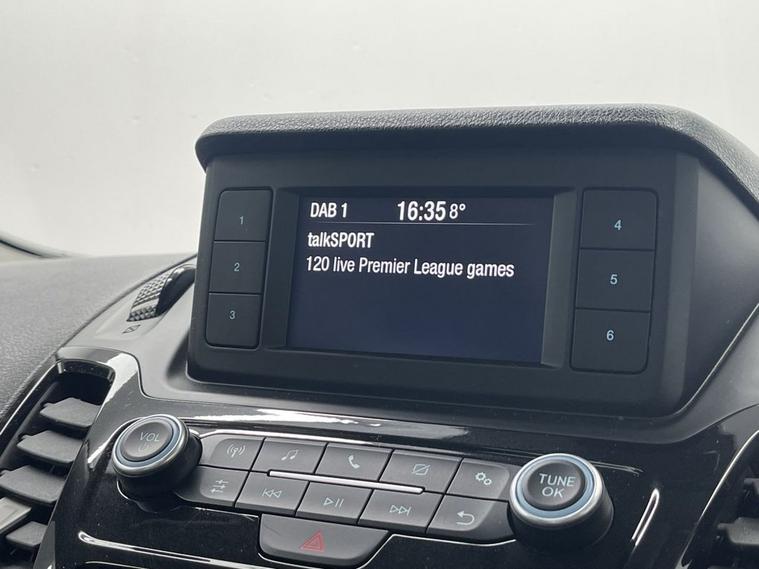 DAB 1 16:35 8°
talkSPORT
120 live Premier League games
1
2
3
4
5
6
VOL
TUNE
OK